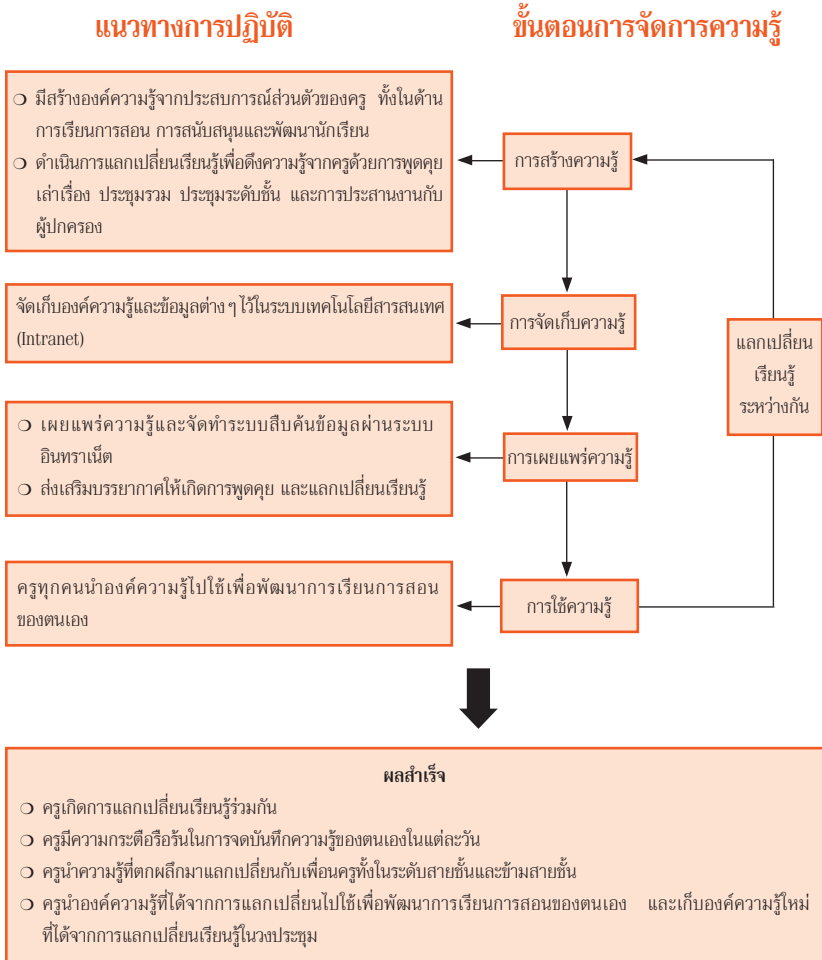 แนวทางการปฏิบัติ
ขั้นตอนการจัดการความรู้
❍ มีสร้างองค์ความรู้จากประสบการณ์ส่วนตัวของครู ทั้งในด้าน
การเรียนการสอน การสนับสนุนและพัฒนานักเรียน
❍ ดำเนินการแลกเปลี่ยนเรียนรู้เพื่อดึงความรู้จากครูด้วยการพูดคุย
เล่าเรื่อง ประชุมรวม ประชุมระดับชั้น และการประสานงานกับ
ผู้ปกครอง
การสร้างความรู้
จัดเก็บองค์ความรู้และข้อมูลต่าง ๆ ไว้ในระบบเทคโนโลยีสารสนเทศ
(Intranet)
การจัดเก็บความรู้
แลกเปลี่ยน
เรียนรู้
ระหว่างกัน
❍ เผยแพร่ความรู้และจัดทำระบบสืบค้นข้อมูลผ่านระบบ
อินทราเน็ต
❍ ส่งเสริมบรรยากาศให้เกิดการพูดคุย และแลกเปลี่ยนเรียนรู้
การเผยแพร่ความรู้
ครูทุกคนนำองค์ความรู้ไปใช้เพื่อพัฒนาการเรียนการสอน
ของตนเอง
การใช้ความรู้
ผลสำเร็จ
❍ ครูเกิดการแลกเปลี่ยนเรียนรู้ร่วมกัน
❍ ครูมีความกระตือรือร้นในการจดบันทึกความรู้ของตนเองในแต่ละวัน
❍ ครูนำความรู้ที่ตกผลึกมาแลกเปลี่ยนกับเพื่อนครูทั้งในระดับสายชั้นและข้ามสายชั้น
❍ ครูนำองค์ความรู้ที่ได้จากการแลกเปลี่ยนไปใช้เพื่อพัฒนาการเรียนการสอนของตนเอง และเก็บองค์ความรู้ใหม่
ที่ได้จากการแลกเปลี่ยนเรียนรู้ในวงประชุม